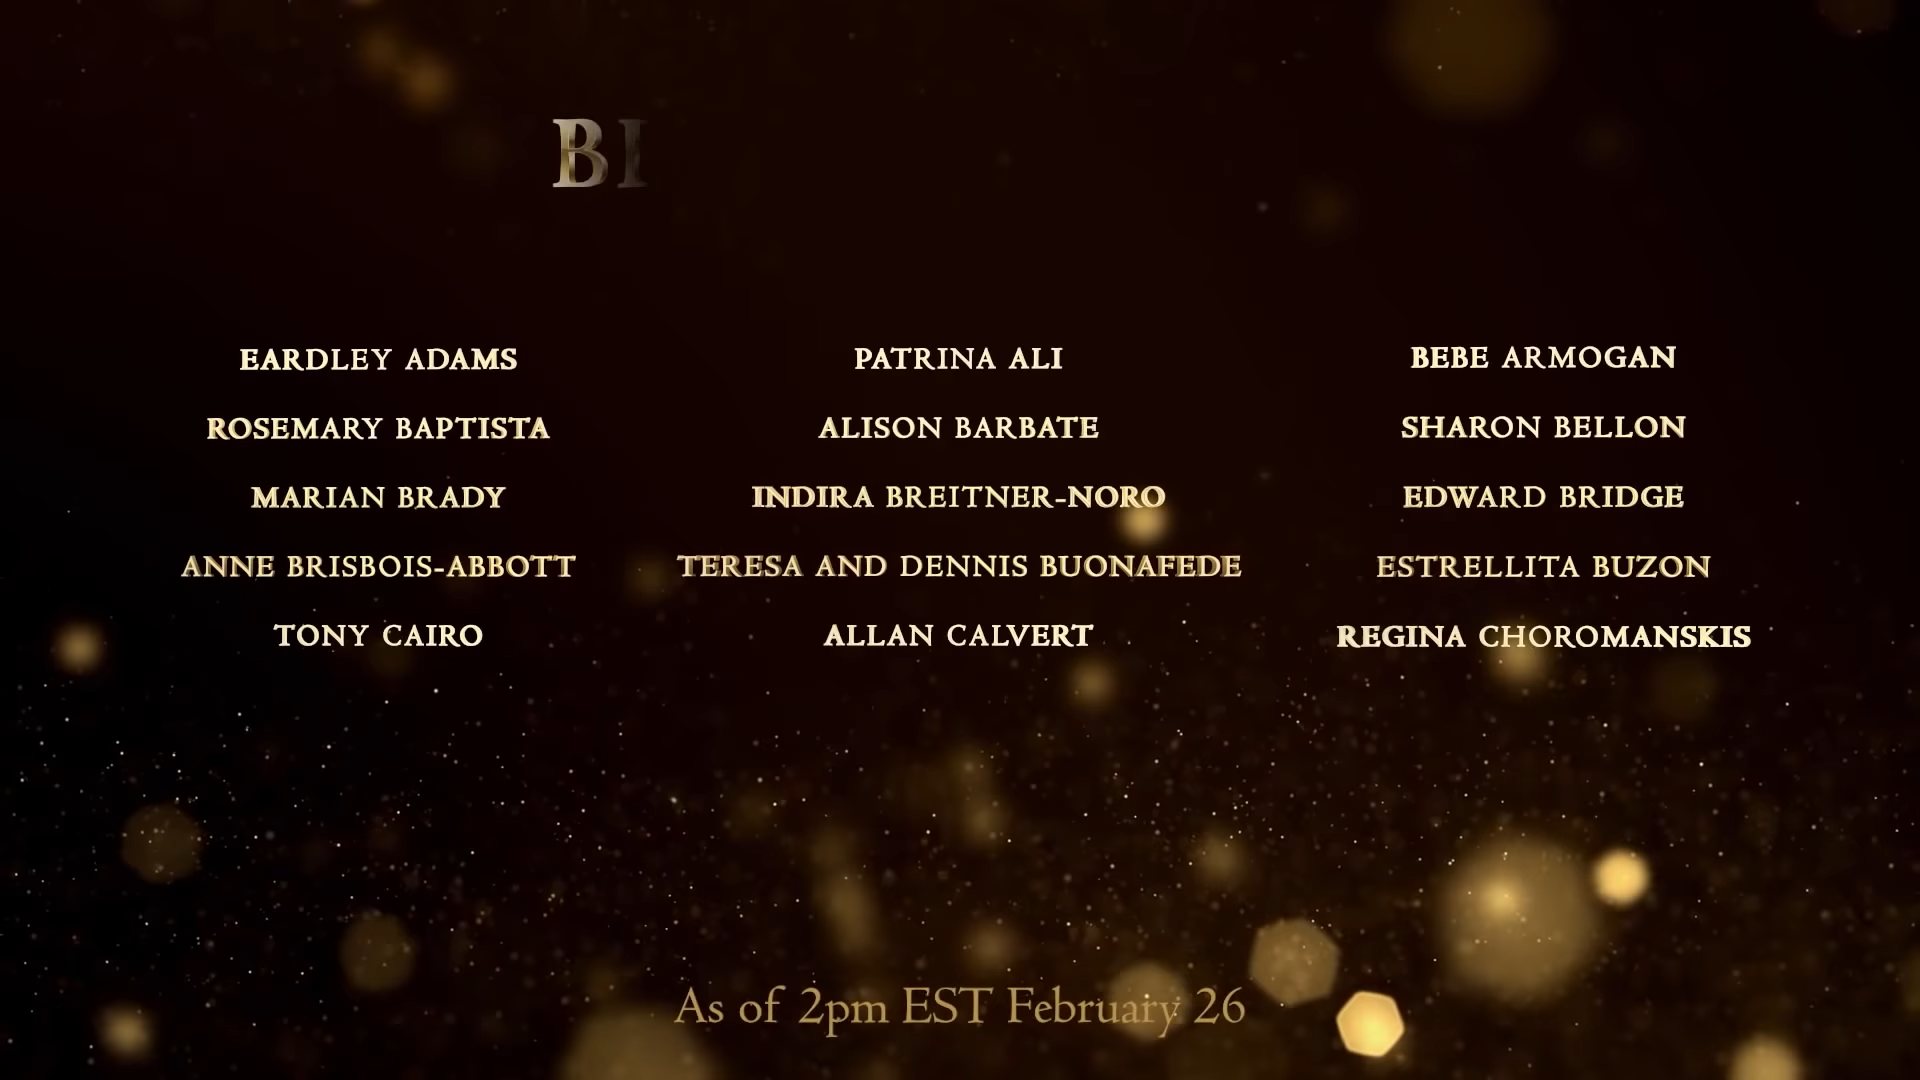 BI
EARDLEY ADAMS PATRINA ALI BEBE ARMOGAN
ROSEMARY BAPTISTA ALISON BARBATE SHARON BELLON
MARIAN BRADY INDIRA BREITNER-NORO EDWARD BRIDGE
ANNE BRISBOIS-ABBOTT TERESA AND DENNIS BUONAFEDE ESTRELLITA BUZON
TONY CAIRO ALLAN CALVERT REGINA CHOROMANSKIS
As of 2pm EST February 26